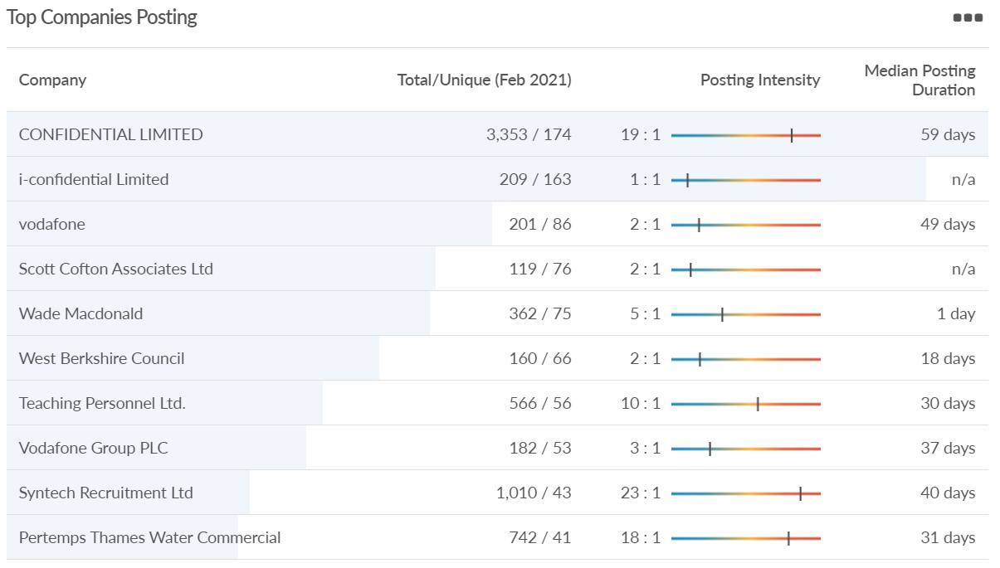 Top Companies Posting
Company Total/Unique (Feb 2021) Posting Intensity Median Posting Duration
CONFIDENTIAL LIMITED 3,353 / 174 19 : 1 59 days
i-confidential Limited 209 / 163 1 : 1 n/a
vodafone 201 / 86 2 : 1 49 days
Scott Cofton Associates Ltd 119 / 76 2 : 1 n/a
Wade Macdonald 362 / 75 5 : 1 1 day
West Berkshire Council 160 / 66 2 : 1 18 days
Teaching Personnel Ltd. 566 / 56 10 : 1 30 days
Vodafone Group PLC 182 / 53 3 : 1 37 days
Syntech Recruitment Ltd 1,010 / 43 23 : 1 40 days
Pertemps Thames Water Commercial 742 / 41 18 : 1 31 days